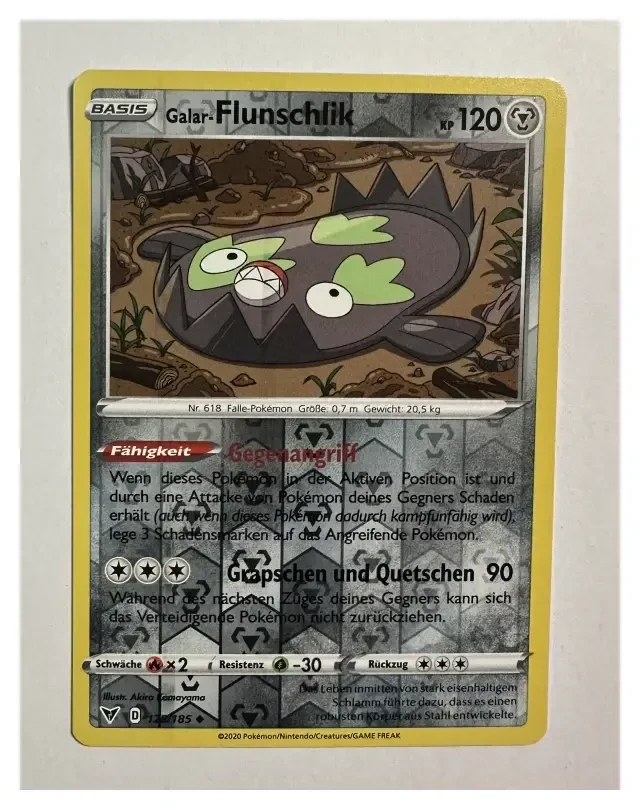 BASIS
Galar-Flunschlik KP 120
Nr. 618 Falle-Pokémon Größe: 0,7 m Gewicht: 20,5 kg
Fähigkeit Gegenangriff
Wenn dieses Pokémon in der Aktiven Position ist und
durch eine Attacke von Pokémon deines Gegners Schaden
erhält (auch wenn dieses Pokémon dadurch kampfunfähig wird),
lege 3 Schadensmarken auf das Angreifende Pokémon.
Grapschen und Quetschen 90
Während des nächsten Zuges deines Gegners kann sich
das Verteidigende Pokémon nicht zurückziehen.
Schwäche ×2 Resistenz -30 Rückzug
Illustr. Akira Komayama
D /185
Das Leben inmitten von stark eisenhaltigem
Schlamm führte dazu, dass es einen
robusten Körper aus Stahl entwickelte.
©2020 Pokémon/Nintendo/Creatures/GAME FREAK